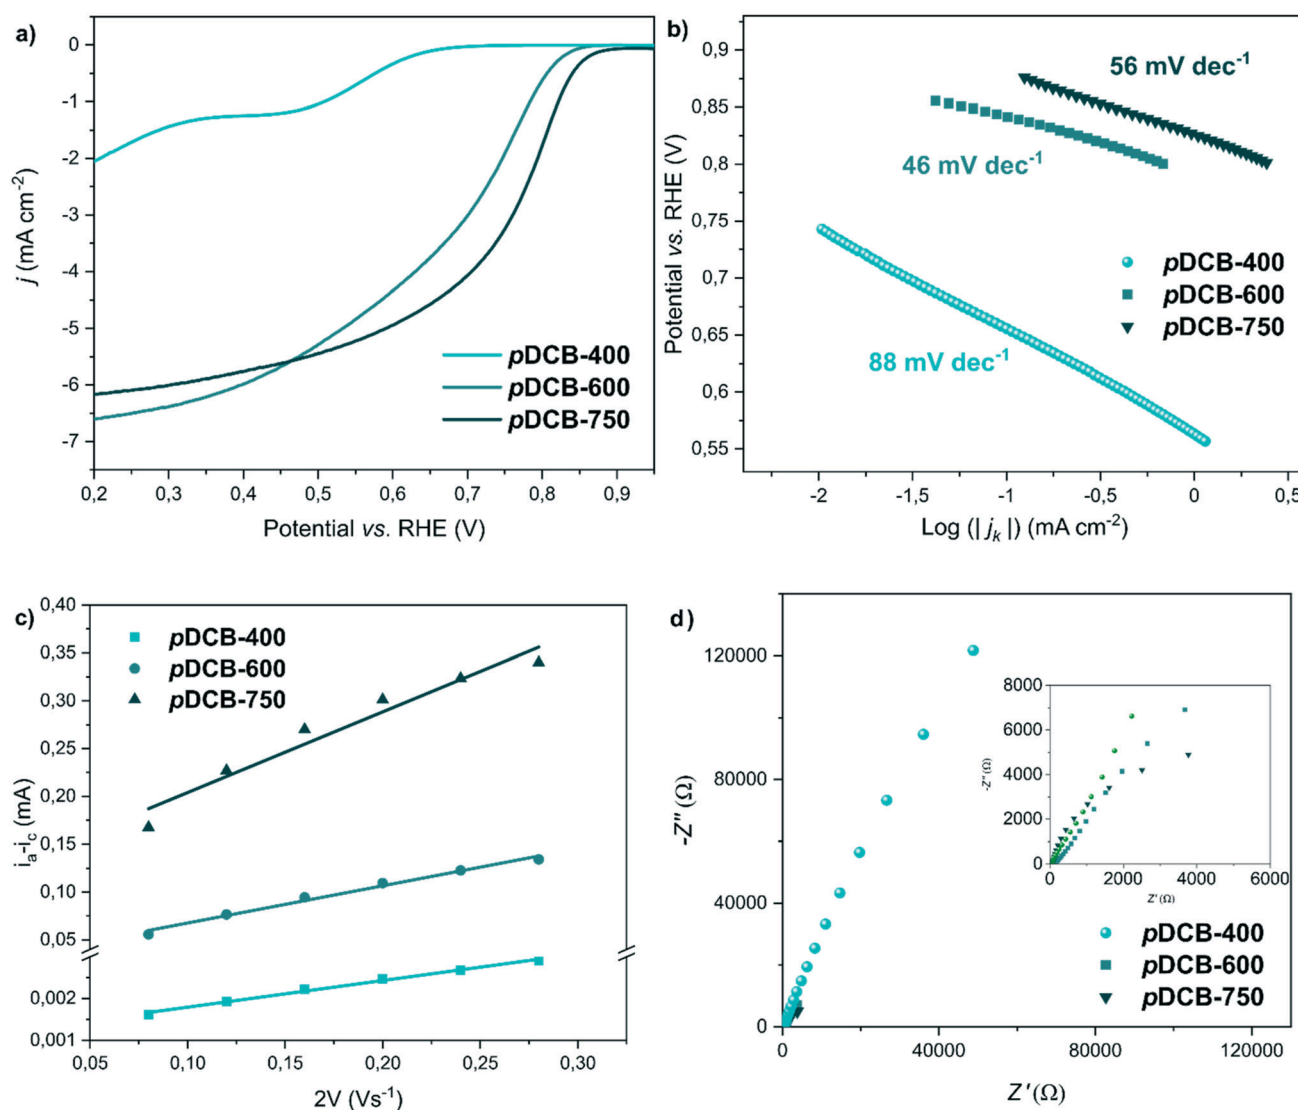 a)
0
-1
-2
-3
-4
-5
-6
-7
j (mA cm⁻²)
pDCB-400
pDCB-600
pDCB-750
0,2 0,3 0,4 0,5 0,6 0,7 0,8 0,9
Potential vs. RHE (V)
b)
0,9
0,85
0,8
0,75
0,7
0,65
0,6
0,55
Potential vs. RHE (V)
56 mV dec⁻¹
46 mV dec⁻¹
88 mV dec⁻¹
pDCB-400
pDCB-600
pDCB-750
-2 -1,5 -1 -0,5 0 0,5
Log (| jₖ |) (mA cm⁻²)
c)
0,40
0,35
0,30
0,25
0,20
0,15
0,10
0,05
0,002
0,001
iₐ-i꜀ (mA)
pDCB-400
pDCB-600
pDCB-750
0,05 0,10 0,15 0,20 0,25 0,30
2V (Vs⁻¹)
d)
120000
80000
40000
0
-Z'' (Ω)
8000
6000
4000
2000
0
-Z'' (Ω)
0 2000 4000 6000
Z' (Ω)
pDCB-400
pDCB-600
pDCB-750
0 40000 80000 120000
Z' (Ω)